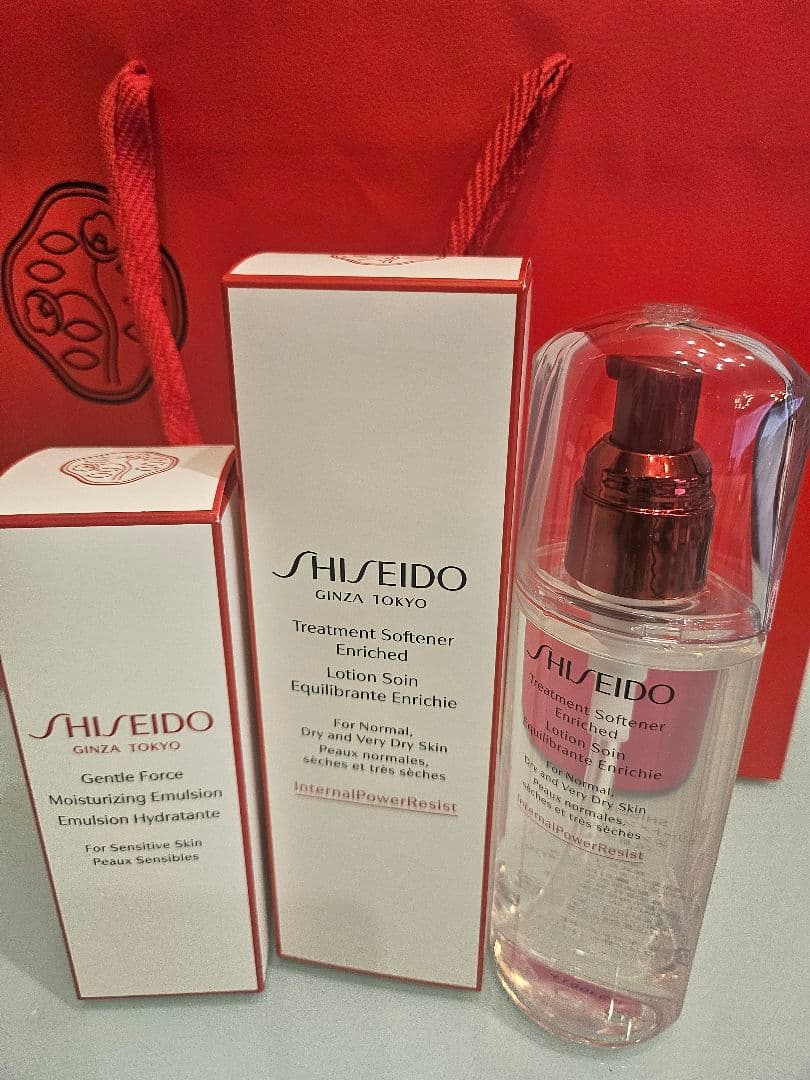 SHISEIDO
GINZA TOKYO
Gentle Force
Moisturizing Emulsion
Emulsion Hydratante
For Sensitive Skin
Peaux Sensibles
SHISEIDO
GINZA TOKYO
Treatment Softener
Enriched
Lotion Soin
Equilibrante Enrichie
For Normal,
Dry and Very Dry Skin
Peaux normales,
sèches et très sèches
InternalPowerResist
SHISEIDO
Treatment Softener
Enriched
Lotion Soin
Equilibrante Enrichie
For Normal,
Dry and Very Dry Skin
Peaux normales,
sèches et très sèches
InternalPowerResist